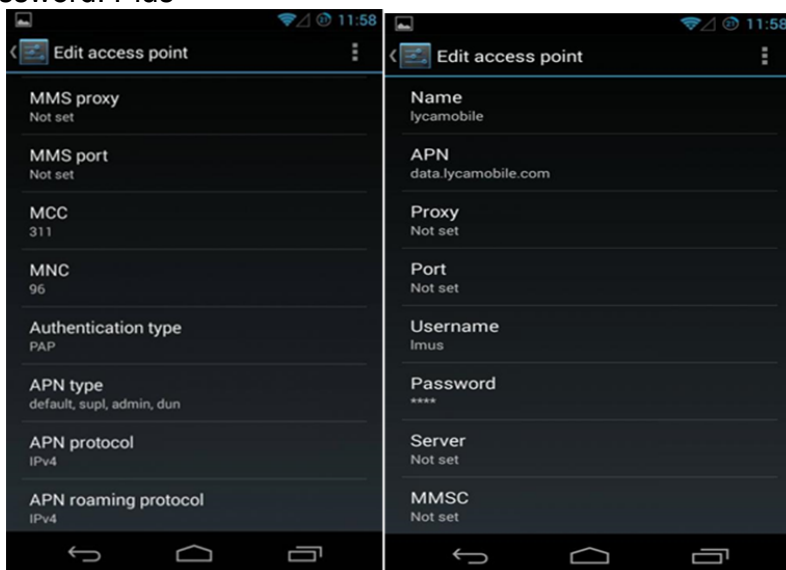 11:58
Edit access point
MMS proxy
Not set
MMS port
Not set
MCC
311
MNC
96
Authentication type
PAP
APN type
default, supl, admin, dun
APN protocol
IPv4
APN roaming protocol
IPv4
11:58
Edit access point
Name
lycamobile
APN
data.lycamobile.com
Proxy
Not set
Port
Not set
Username
lmus
Password
****
Server
Not set
MMSC
Not set